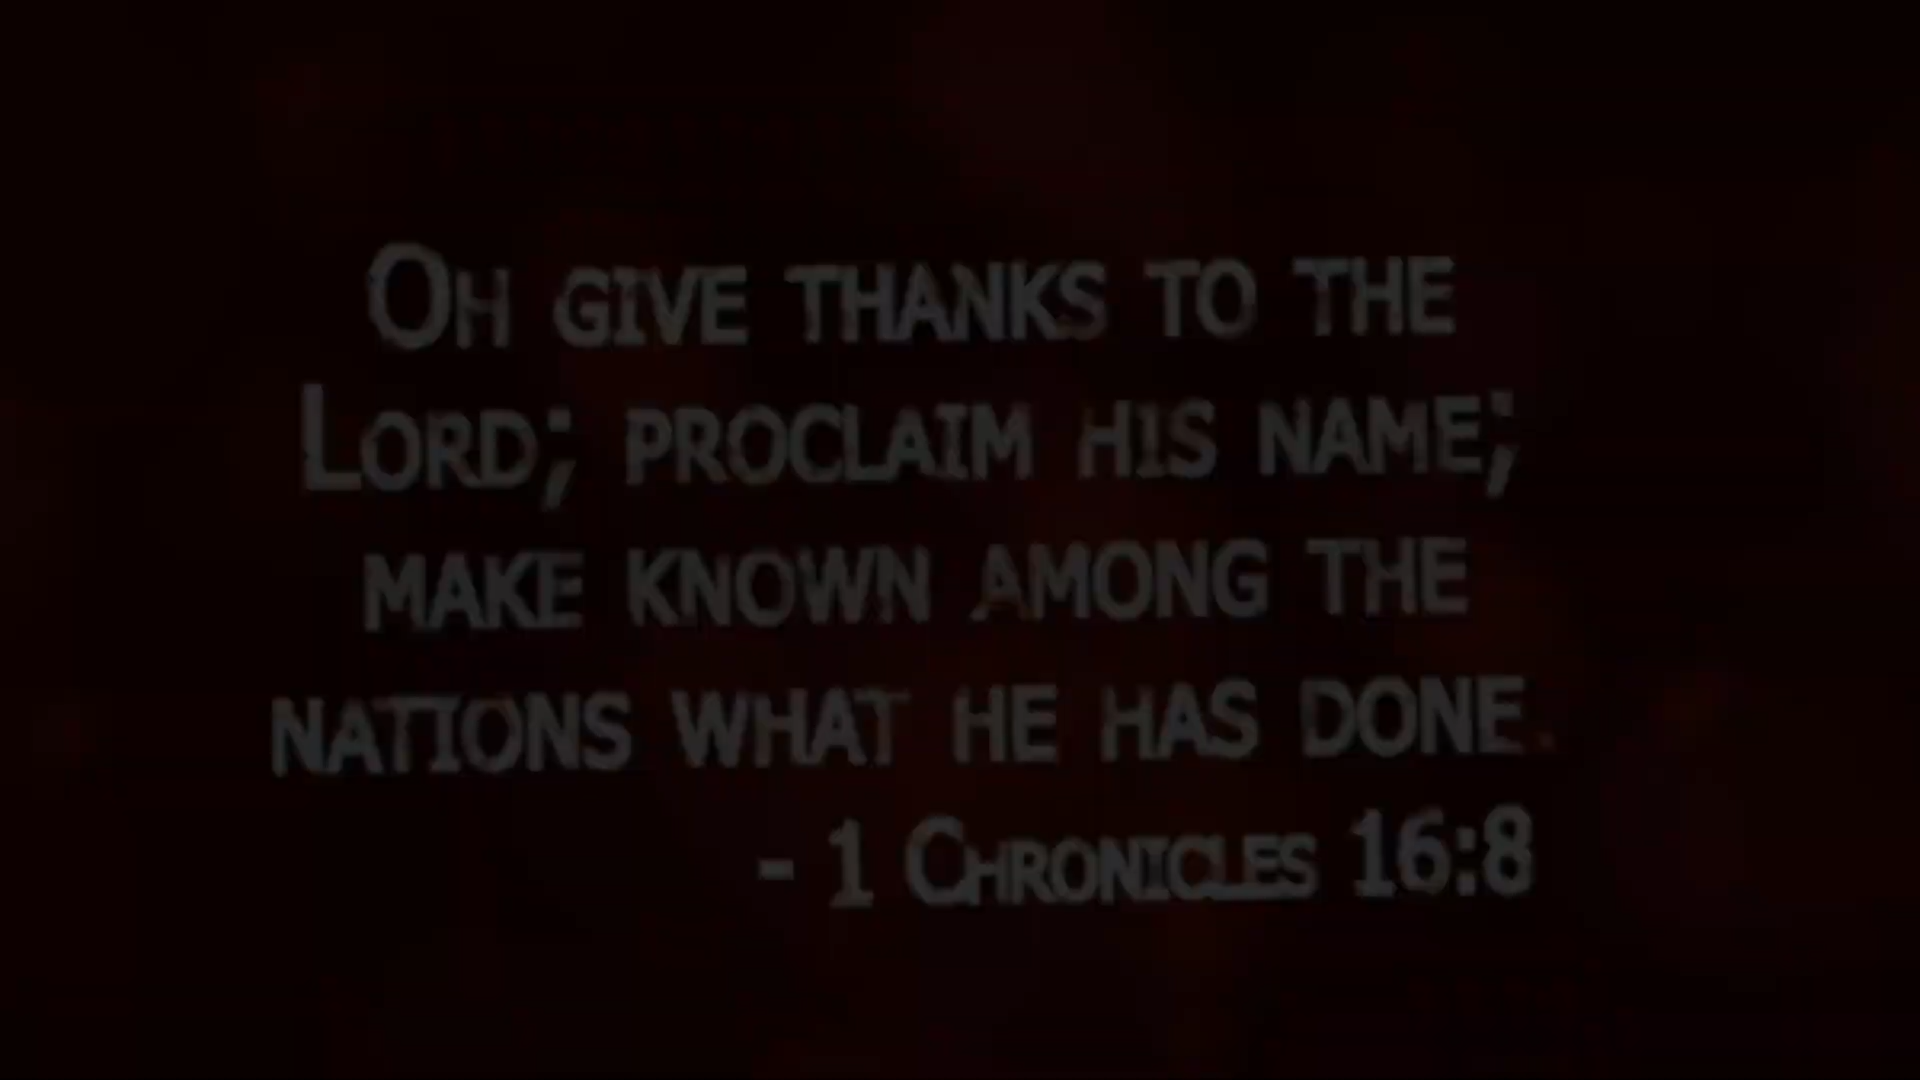 Oh give thanks to the
Lord; proclaim his name;
make known among the
nations what he has done.
- 1 Chronicles 16:8